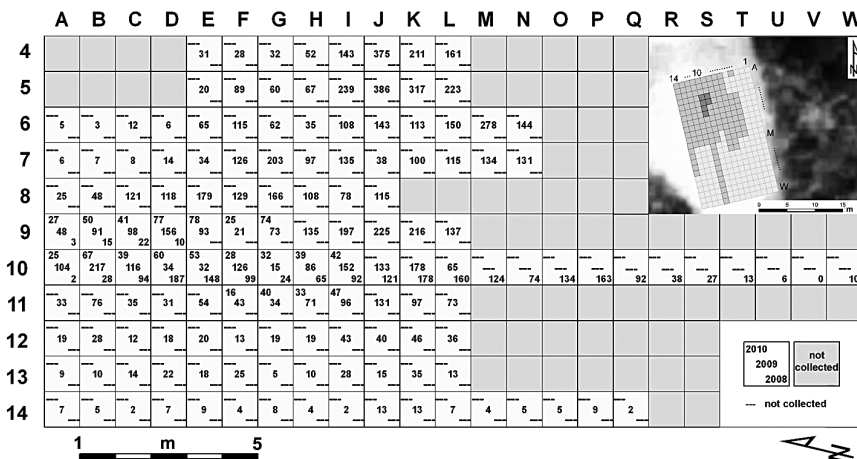 A B C D E F G H I J K L M N O P Q R S T U V W
4 --- 31 --- --- 28 --- --- 32 --- --- 52 --- --- 143 --- --- 375 --- --- 211 --- --- 161 ---
5 --- 20 --- --- 89 --- --- 60 --- --- 67 --- --- 239 --- --- 386 --- --- 317 --- --- 223 ---
6 --- 5 --- --- 3 --- --- 12 --- --- 6 --- --- 65 --- --- 115 --- --- 62 --- --- 35 --- --- 108 --- --- 143 --- --- 113 --- --- 150 --- --- 278 --- --- 144 ---
7 --- 6 --- --- 7 --- --- 8 --- --- 14 --- --- 34 --- --- 126 --- --- 203 --- --- 97 --- --- 135 --- --- 38 --- --- 100 --- --- 115 --- --- 134 --- --- 131 ---
8 --- 25 --- --- 48 --- --- 121 --- --- 118 --- --- 179 --- --- 129 --- --- 166 --- --- 108 --- --- 78 --- --- 115 ---
9 27 48 3 50 91 15 41 98 22 77 156 10 78 93 --- 25 21 --- 74 73 --- --- 135 --- --- 197 --- --- 225 --- --- 216 --- --- 137 ---
10 25 104 2 67 217 28 39 116 94 60 34 187 53 32 148 28 126 99 32 15 24 39 86 65 42 152 92 --- 133 121 --- 178 178 --- 65 160 --- --- 124 --- --- 74 --- --- 134 --- --- 163 --- --- 92 --- --- 38 --- --- 27 --- --- 13 --- --- 6 --- --- 0 --- --- 10
11 --- 33 --- --- 76 --- --- 35 --- --- 31 --- --- 54 --- 16 43 --- 40 34 --- 33 71 --- 47 96 --- --- 131 --- --- 97 --- --- 73 ---
12 --- 19 --- --- 28 --- --- 12 --- --- 18 --- --- 20 --- --- 13 --- --- 19 --- --- 19 --- --- 43 --- --- 40 --- --- 46 --- --- 36 ---
13 --- 9 --- --- 10 --- --- 14 --- --- 22 --- --- 18 --- --- 25 --- --- 5 --- --- 10 --- --- 28 --- --- 15 --- --- 35 --- --- 13 ---
14 --- 7 --- --- 5 --- --- 2 --- --- 7 --- --- 9 --- --- 4 --- --- 8 --- --- 4 --- --- 2 --- --- 13 --- --- 13 --- --- 7 --- --- 4 --- --- 5 --- --- 5 --- --- 9 --- --- 2 ---
14 ... 10 ........ 1 A
M
W
N
0 5 10 15
m
2010
2009
2008
not
collected
--- not collected
1 m 5
N